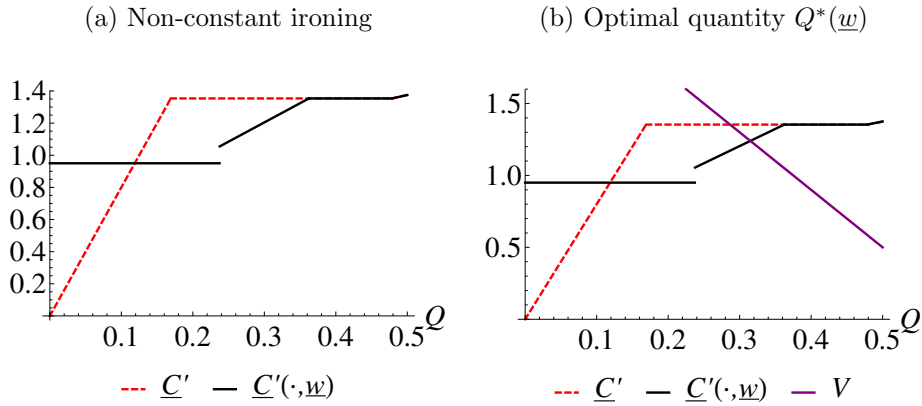 (a) Non-constant ironing
(b) Optimal quantity Q*(w)
1.4
1.2
1.0
0.8
0.6
0.4
0.2
0.1 0.2 0.3 0.4 0.5 Q
C' C'(·,w)
1.5
1.0
0.5
0.1 0.2 0.3 0.4 0.5 Q
C' C'(·,w) V